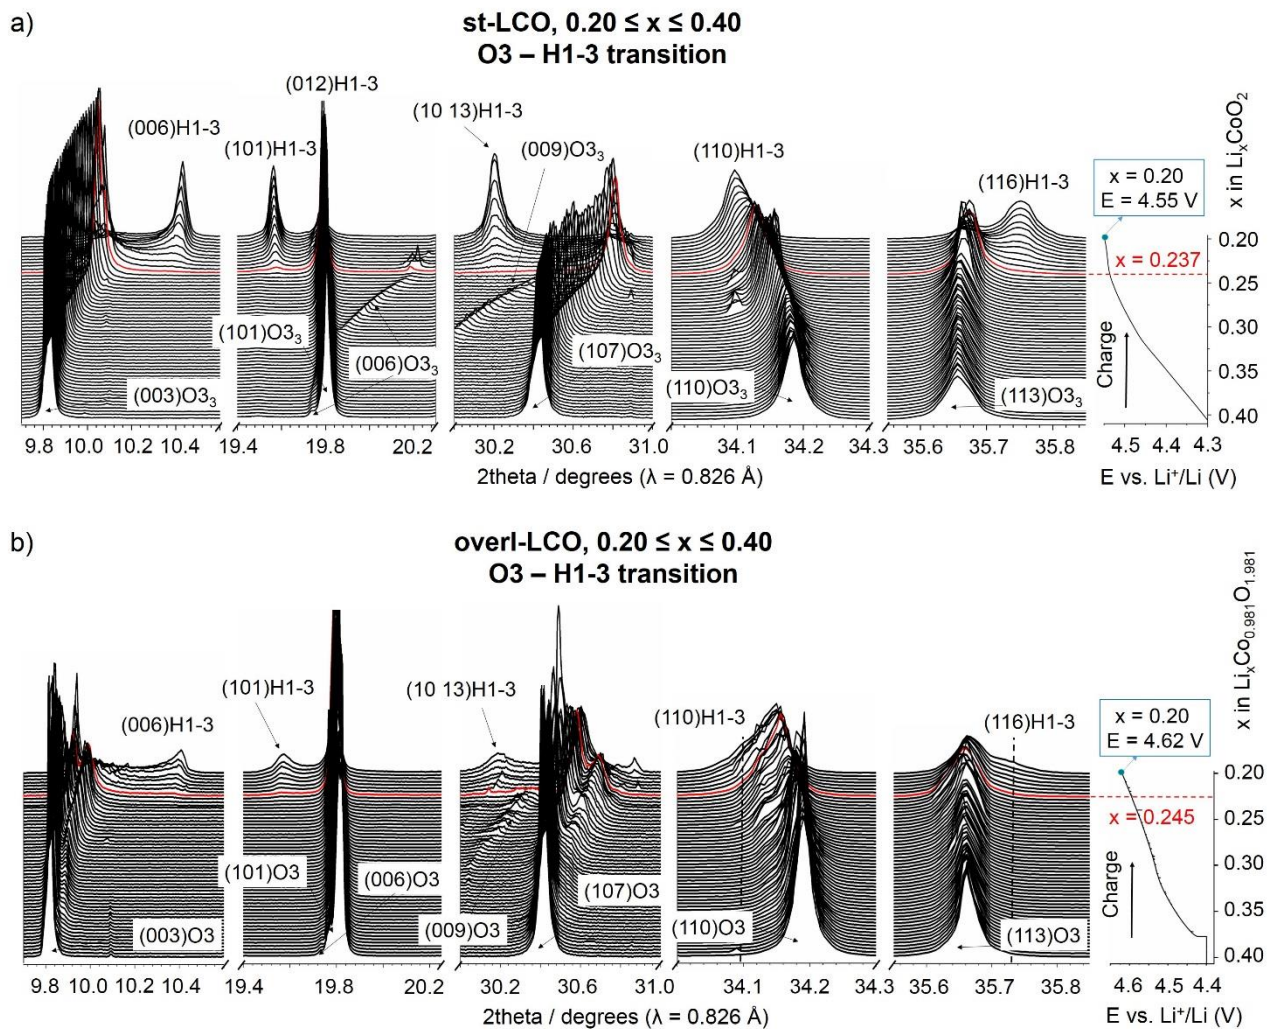 a)
st-LCO, 0.20 ≤ x ≤ 0.40
O3 – H1-3 transition
(006)H1-3
(101)H1-3
(012)H1-3
(10 13)H1-3
(009)O3₃
(110)H1-3
(116)H1-3
(003)O3₃
(101)O3₃
(006)O3₃
(107)O3₃
(110)O3₃
(113)O3₃
x = 0.20
E = 4.55 V
x = 0.237
Charge
x in LiₓCoO₂
0.20
0.25
0.30
0.35
0.40
9.8 10.0 10.4 19.4 19.8 20.2 30.2 30.6 31.0 34.1 34.2 34.3 35.6 35.7 35.8 4.5 4.4 4.3
2theta / degrees (λ = 0.826 Å)
E vs. Li⁺/Li (V)
b)
overl-LCO, 0.20 ≤ x ≤ 0.40
O3 – H1-3 transition
(006)H1-3
(101)H1-3
(10 13)H1-3
(110)H1-3
(116)H1-3
(003)O3
(101)O3
(006)O3
(009)O3
(107)O3
(110)O3
(113)O3
x = 0.20
E = 4.62 V
x = 0.245
Charge
x in LiₓCo₀.₉₈₁O₁.₉₈₁
0.20
0.25
0.30
0.35
0.40
9.8 10.0 10.4 19.4 19.8 20.2 30.2 30.6 31.0 34.1 34.2 34.3 35.6 35.7 35.8 4.6 4.5 4.4
2theta / degrees (λ = 0.826 Å)
E vs. Li⁺/Li (V)